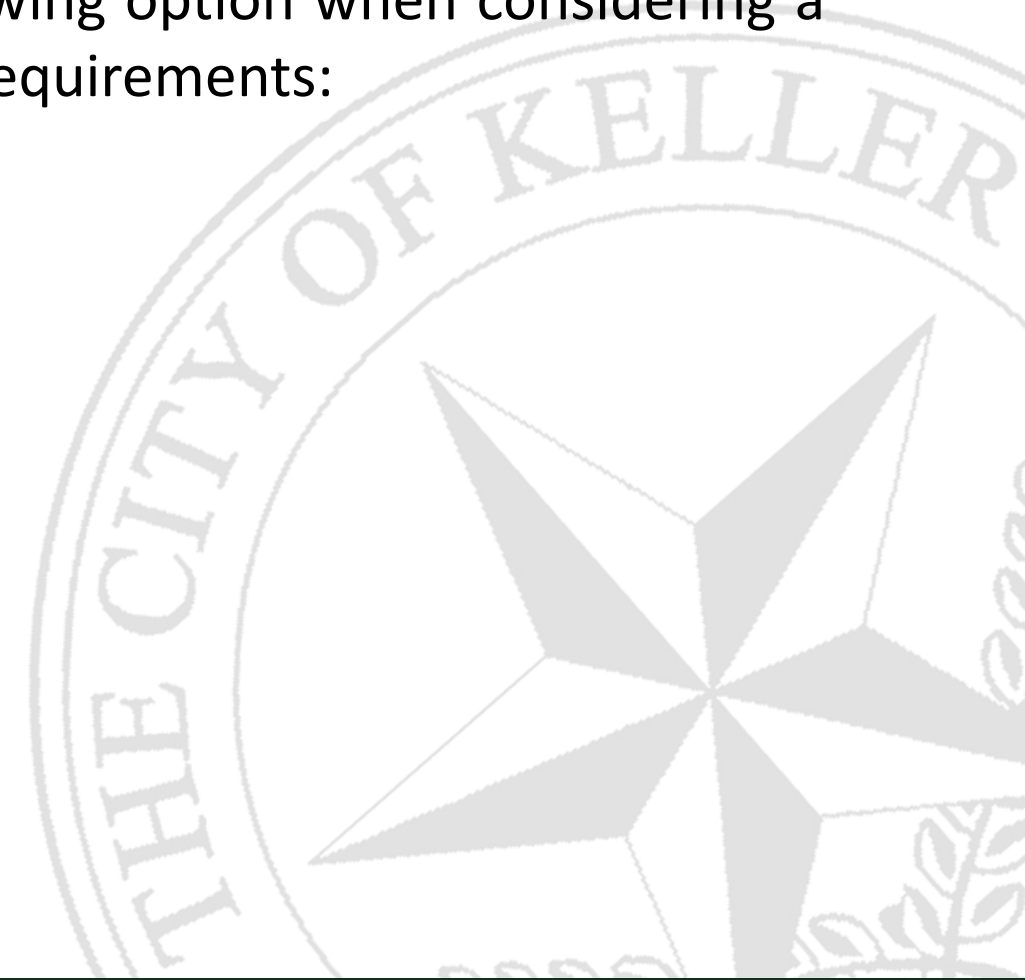 wing option when considering a
equirements:
THE CITY OF KELLER